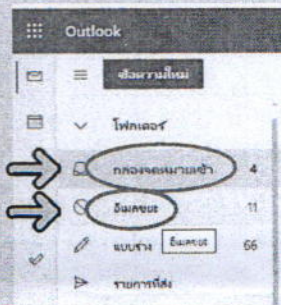 Outlook
ข้อความใหม่
โฟลเดอร์
กล่องจดหมายเข้า 4
อีเมลขยะ 11
แบบร่าง อีเมลขยะ 66
รายการที่ส่ง